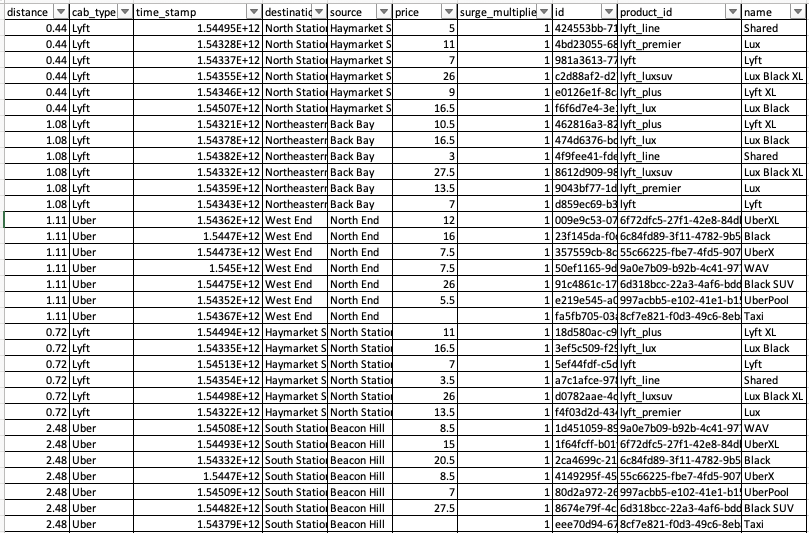 distance cab_type time_stamp destinatic source price surge_multiplie id product_id name
0.44 Lyft 1.54495E+12 North Statio Haymarket S 5 1 424553bb-71 lyft_line Shared
0.44 Lyft 1.54328E+12 North Statio Haymarket S 11 1 4bd23055-68 lyft_premier Lux
0.44 Lyft 1.54337E+12 North Statio Haymarket S 7 1 981a3613-77 lyft Lyft
0.44 Lyft 1.54355E+12 North Statio Haymarket S 26 1 c2d88af2-d2 lyft_luxsuv Lux Black XL
0.44 Lyft 1.54346E+12 North Statio Haymarket S 9 1 e0126e1f-8c lyft_plus Lyft XL
0.44 Lyft 1.54507E+12 North Statio Haymarket S 16.5 1 f6f6d7e4-3e lyft_lux Lux Black
1.08 Lyft 1.54321E+12 Northeastern Back Bay 10.5 1 462816a3-82 lyft_plus Lyft XL
1.08 Lyft 1.54378E+12 Northeastern Back Bay 16.5 1 474d6376-bc lyft_lux Lux Black
1.08 Lyft 1.54382E+12 Northeastern Back Bay 3 1 4f9fee41-fde lyft_line Shared
1.08 Lyft 1.54332E+12 Northeastern Back Bay 27.5 1 8612d909-98 lyft_luxsuv Lux Black XL
1.08 Lyft 1.54359E+12 Northeastern Back Bay 13.5 1 9043bf77-1d lyft_premier Lux
1.08 Lyft 1.54343E+12 Northeastern Back Bay 7 1 d859ec69-b3 lyft Lyft
1.11 Uber 1.54362E+12 West End North End 12 1 009e9c53-07 6f72dfc5-27f1-42e8-84d UberXL
1.11 Uber 1.5447E+12 West End North End 16 1 23f145da-f0 6c84fd89-3f11-4782-9b5 Black
1.11 Uber 1.54473E+12 West End North End 7.5 1 357559cb-8c 55c66225-fbe7-4fd5-907 UberX
1.11 Uber 1.545E+12 West End North End 7.5 1 50ef1165-9d 9a0e7b09-b92b-4c41-97 WAV
1.11 Uber 1.54475E+12 West End North End 26 1 91c4861c-17 6d318bcc-22a3-4af6-bdd Black SUV
1.11 Uber 1.54352E+12 West End North End 5.5 1 e219e545-a0 997acbb5-e102-41e1-b1 UberPool
1.11 Uber 1.54367E+12 West End North End 1 fa5fb705-03 8cf7e821-f0d3-49c6-8eb Taxi
0.72 Lyft 1.54494E+12 Haymarket S North Statio 11 1 18d580ac-c9 lyft_plus Lyft XL
0.72 Lyft 1.54335E+12 Haymarket S North Statio 16.5 1 3ef5c509-f29 lyft_lux Lux Black
0.72 Lyft 1.54513E+12 Haymarket S North Statio 7 1 5ef44fdf-c5d lyft Lyft
0.72 Lyft 1.54354E+12 Haymarket S North Statio 3.5 1 a7c1afce-978 lyft_line Shared
0.72 Lyft 1.54498E+12 Haymarket S North Statio 26 1 d0782aae-4c lyft_luxsuv Lux Black XL
0.72 Lyft 1.54322E+12 Haymarket S North Statio 13.5 1 f4f03d2d-43 lyft_premier Lux
2.48 Uber 1.54508E+12 South Statio Beacon Hill 8.5 1 1d451059-89 9a0e7b09-b92b-4c41-97 WAV
2.48 Uber 1.54493E+12 South Statio Beacon Hill 15 1 1f64fcff-b01 6f72dfc5-27f1-42e8-84d UberXL
2.48 Uber 1.54332E+12 South Statio Beacon Hill 20.5 1 2ca4699c-21 6c84fd89-3f11-4782-9b5 Black
2.48 Uber 1.5447E+12 South Statio Beacon Hill 8.5 1 4149295f-45 55c66225-fbe7-4fd5-907 UberX
2.48 Uber 1.54509E+12 South Statio Beacon Hill 7 1 80d2a972-26 997acbb5-e102-41e1-b1 UberPool
2.48 Uber 1.54482E+12 South Statio Beacon Hill 27.5 1 8674e79f-4c 6d318bcc-22a3-4af6-bdd Black SUV
2.48 Uber 1.54379E+12 South Statio Beacon Hill 1 eee70d94-67 8cf7e821-f0d3-49c6-8eb Taxi